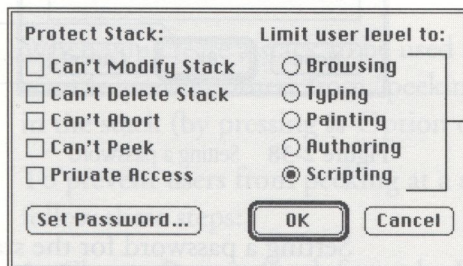 Protect Stack:
Can't Modify Stack
Can't Delete Stack
Can't Abort
Can't Peek
Private Access
Limit user level to:
Browsing
Typing
Painting
Authoring
Scripting
Set Password...
OK
Cancel